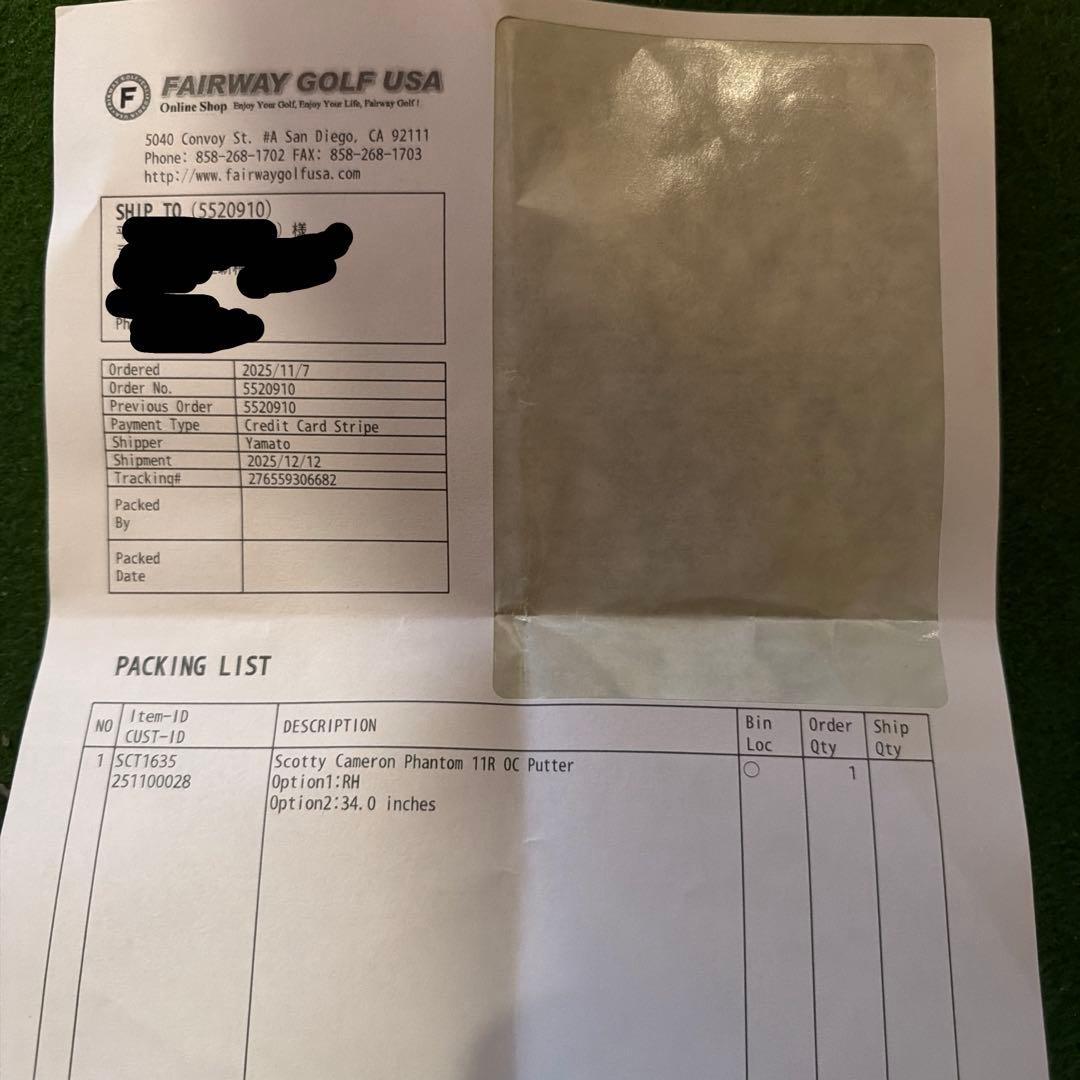 F
FAIRWAY GOLF USA
Online Shop Enjoy Your Golf, Enjoy Your Life, Fairway Golf!
5040 Convoy St. #A San Diego, CA 92111
Phone: 858-268-1702 FAX: 858-268-1703
http://www.fairwaygolfusa.com
SHIP TO (5520910)
) 様
Ph
Ordered 2025/11/7
Order No. 5520910
Previous Order 5520910
Payment Type Credit Card Stripe
Shipper Yamato
Shipment 2025/12/12
Tracking# 276559306682
Packed
By
Packed
Date
PACKING LIST
NO Item-ID DESCRIPTION Bin Order Ship
CUST-ID Loc Qty Qty
1 SCT1635 Scotty Cameron Phantom 11R OC Putter ○ 1
251100028 Option1:RH
Option2:34.0 inches